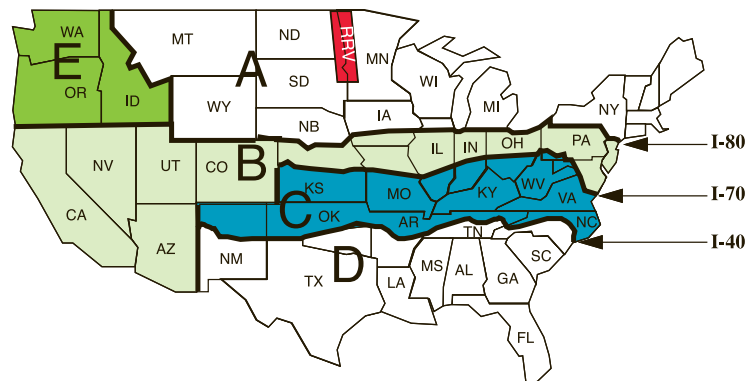 WA
MT
ND
RRV
MN
E
A
OR
ID
SD
WI
WY
MI
NY
IA
NB
I-80
NV
UT
CO
B
IL
IN
OH
PA
KS
MO
KY
WV
VA
I-70
CA
C
OK
AR
NC
AZ
TN
I-40
NM
D
TX
MS
AL
SC
LA
GA
FL